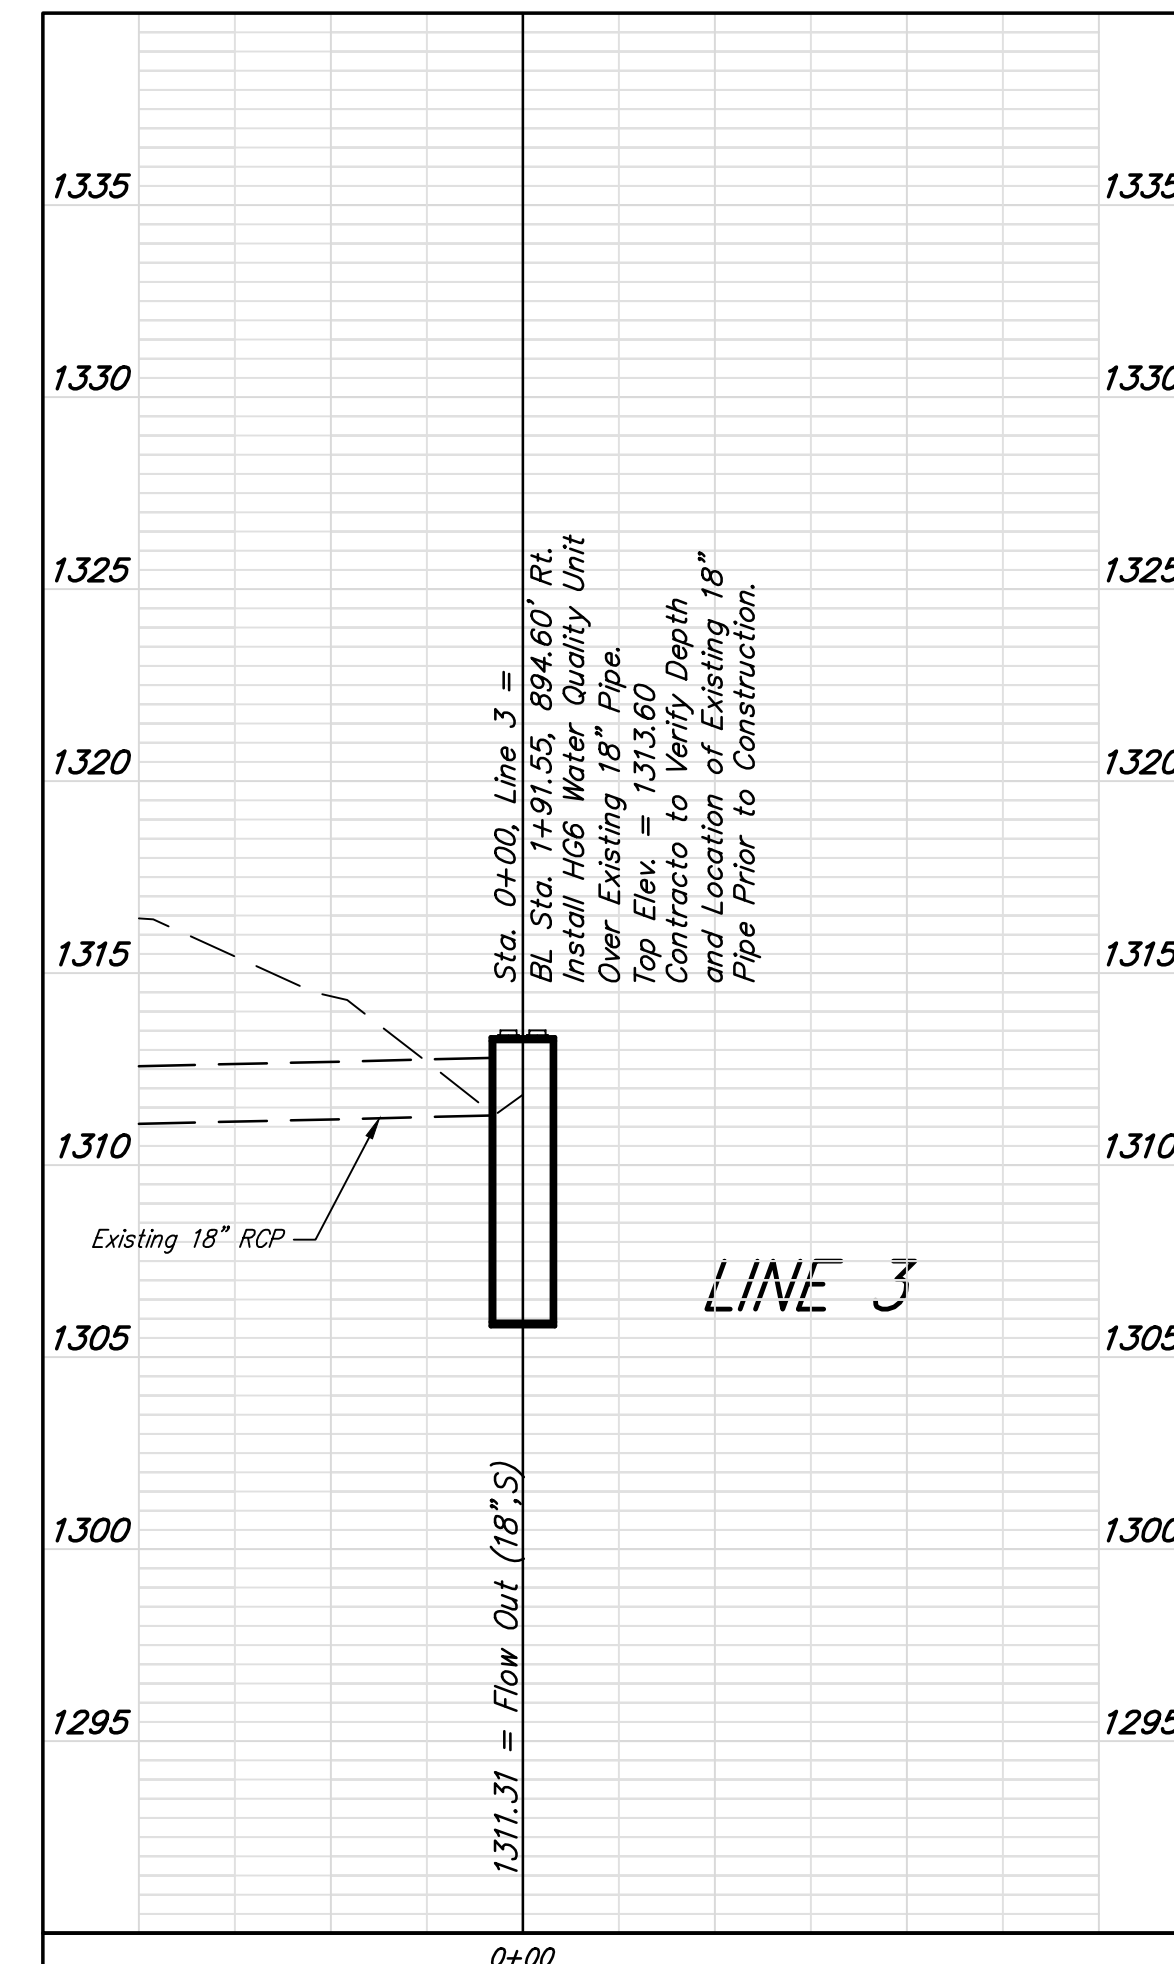 1335
1335
1330
1330
1325
1325
1320
1320
1315
1315
1310
1310
1305
1305
1300
1300
1295
1295
Sta. 0+00, Line 3 =
BL Sta. 1+91.55, 894.60' Rt.
Install HG6 Water Quality Unit
Over Existing 18" Pipe.
Top Elev. = 1313.60
Contracto to Verify Depth
and Location of Existing 18"
Pipe Prior to Construction.
Existing 18" RCP
LINE 3
1311.31 = Flow Out (18",S)
0+00